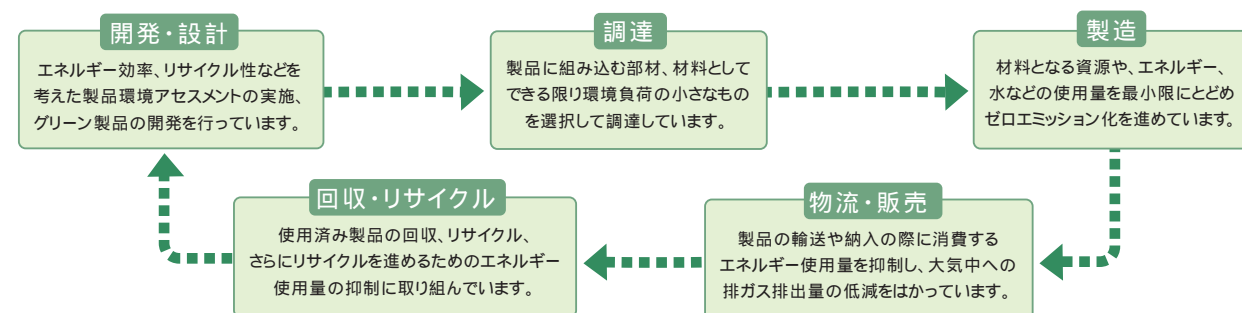 開発・設計
エネルギー効率、リサイクル性などを
考えた製品環境アセスメントの実施、
グリーン製品の開発を行っています。
調達
製品に組み込む部材、材料として
できる限り環境負荷の小さなもの
を選択して調達しています。
製造
材料となる資源や、エネルギー、
水などの使用量を最小限にとどめ
ゼロエミッション化を進めています。
物流・販売
製品の輸送や納入の際に消費する
エネルギー使用量を抑制し、大気中への
排ガス排出量の低減をはかっています。
回収・リサイクル
使用済み製品の回収、リサイクル、
さらにリサイクルを進めるためのエネルギー
使用量の抑制に取り組んでいます。